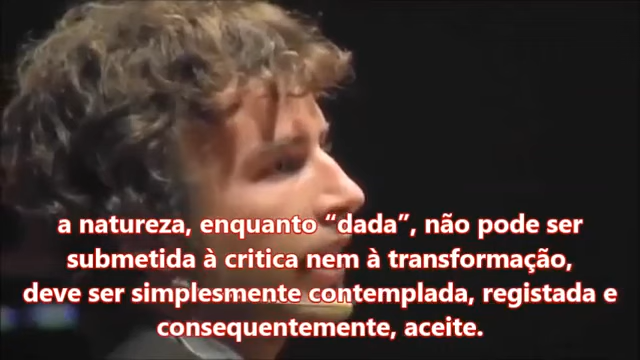 a natureza, enquanto “dada”, não pode ser
submetida à critica nem à transformação,
deve ser simplesmente contemplada, registada e
consequentemente, aceite.